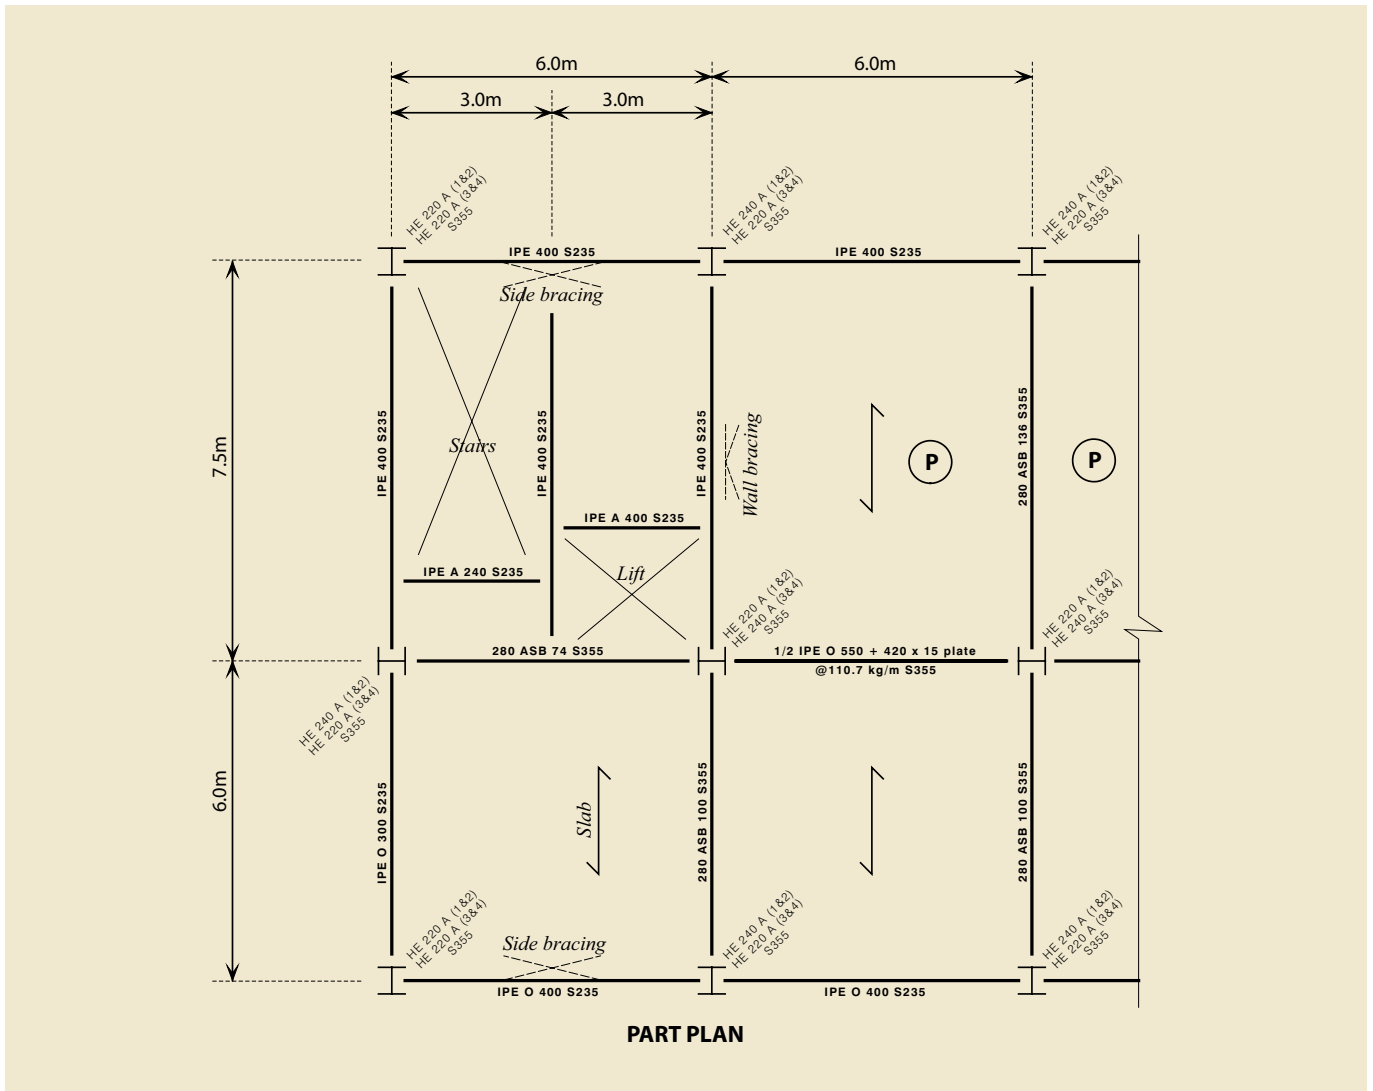 6.0m
6.0m
3.0m
3.0m
HE 220 A (1&2)
HE 220 A (3&4)
S355
HE 240 A (1&2)
HE 220 A (3&4)
S355
HE 240 A (1&2)
HE 220 A (3&4)
S355
IPE 400 S235
IPE 400 S235
Side bracing
7.5m
IPE 400 S235
Stairs
IPE 400 S235
IPE 400 S235
Wall bracing
P
280 ASB 136 S355
P
IPE A 400 S235
IPE A 240 S235
Lift
HE 220 A (1&2)
HE 240 A (3&4)
S355
HE 220 A (1&2)
HE 240 A (3&4)
S355
280 ASB 74 S355
1/2 IPE O 550 + 420 x 15 plate
@110.7 kg/m S355
HE 240 A (1&2)
HE 220 A (3&4)
S355
6.0m
IPE O 300 S235
Slab
280 ASB 100 S355
280 ASB 100 S355
HE 220 A (1&2)
HE 220 A (3&4)
S355
HE 240 A (1&2)
HE 220 A (3&4)
S355
HE 240 A (1&2)
HE 220 A (3&4)
S355
Side bracing
IPE O 400 S235
IPE O 400 S235
PART PLAN